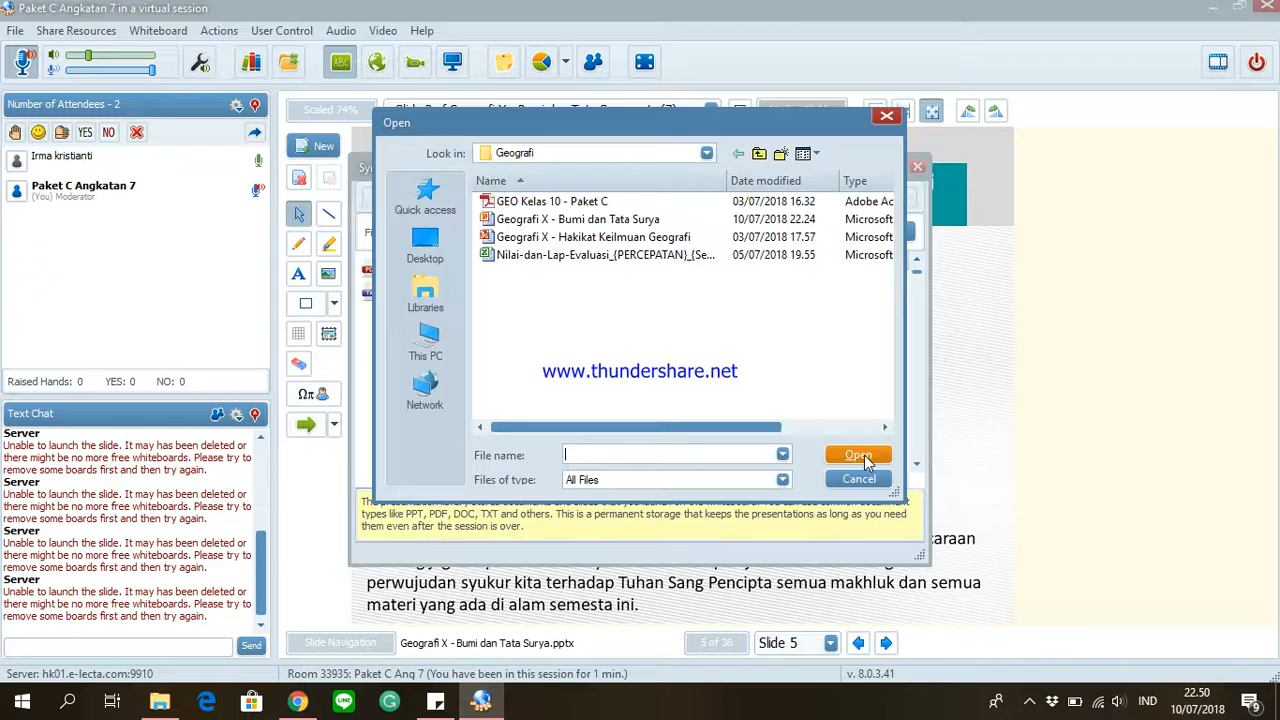 Paket C Angkatan 7 in a virtual session
File Share Resources Whiteboard Actions User Control Audio Video Help
ABC
Number of Attendees - 2
YES NO
Irma kristianti
Paket C Angkatan 7
(You) Moderator
Raised Hands: 0 YES: 0 NO: 0
Text Chat
Server
Unable to launch the slide. It may has been deleted or
there might be no more free whiteboards. Please try to
remove some boards first and then try again.
Server
Unable to launch the slide. It may has been deleted or
there might be no more free whiteboards. Please try to
remove some boards first and then try again.
Server
Unable to launch the slide. It may has been deleted or
there might be no more free whiteboards. Please try to
remove some boards first and then try again.
Server
Unable to launch the slide. It may has been deleted or
there might be no more free whiteboards. Please try to
remove some boards first and then try again.
Send
Scaled 74%
New
A
Ωπ
Open
Look in: Geografi
Quick access
Desktop
Libraries
This PC
Network
Name Date modified Type
GEO Kelas 10 - Paket C 03/07/2018 16.32 Adobe Ac
Geografi X - Bumi dan Tata Surya 10/07/2018 22.24 Microsoft
Geografi X - Hakikat Keilmuan Geografi 03/07/2018 17.57 Microsoft
Nilai-dan-Lap-Evaluasi_{PERCEPATAN}_{Se... 05/07/2018 19.55 Microsoft
www.thundershare.net
File name: Open
Files of type: All Files Cancel
types like PPT, PDF, DOC, TXT and others. This is a permanent storage that keeps the presentations as long as you need
them even after the session is over.
karaan
perwujudan syukur kita terhadap Tuhan Sang Pencipta semua makhluk dan semua
materi yang ada di alam semesta ini.
Slide Navigation Geografi X - Bumi dan Tata Surya.pptx 5 of 36 Slide 5
Server: hk01.e-lecta.com:9910 Room 33935: Paket C Ang 7 (You have been in this session for 1 min.) v. 8.0.3.41
IND 22.50
10/07/2018
9